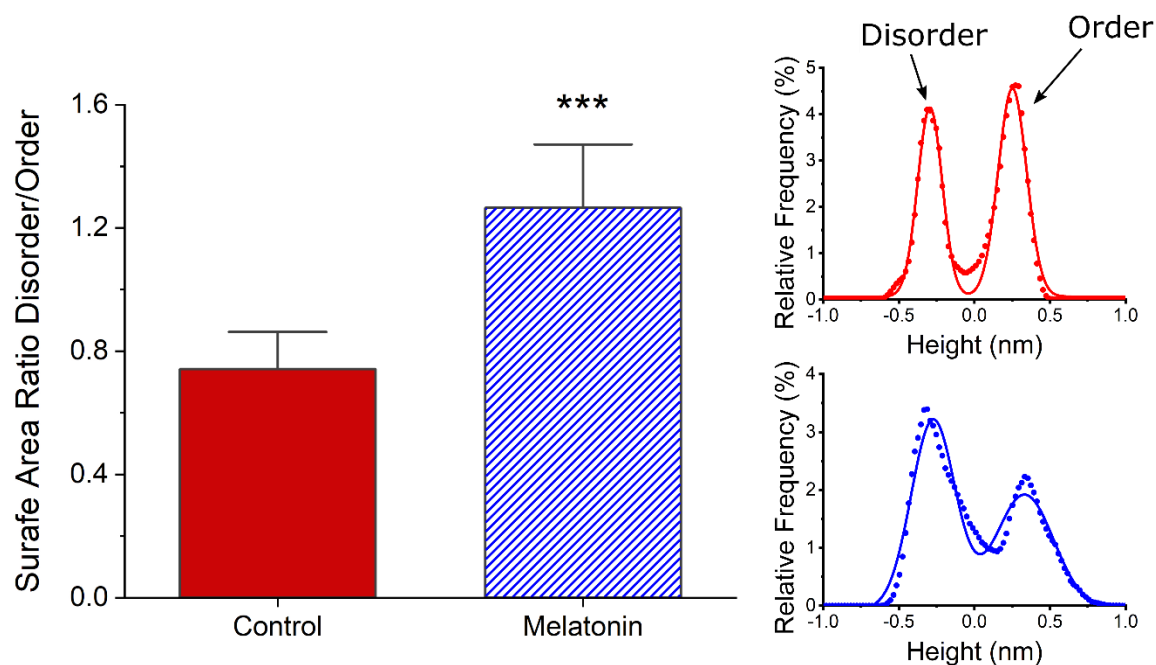 Surafe Area Ratio Disorder/Order
1.6
1.2
0.8
0.4
0.0
***
Control
Melatonin
Disorder
Order
Relative Frequency (%)
5
4
3
2
1
0
-1.0 -0.5 0.0 0.5 1.0
Height (nm)
Relative Frequency (%)
4
3
2
1
0
-1.0 -0.5 0.0 0.5 1.0
Height (nm)